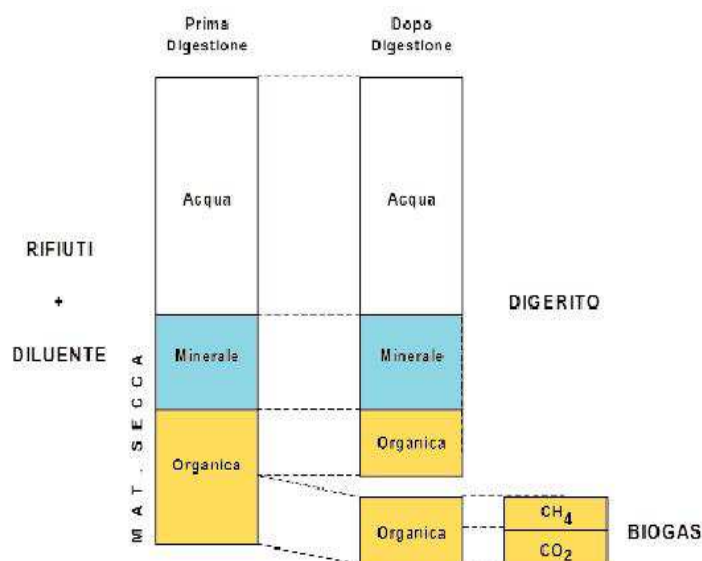 Prima
Digestione
Dopo
Digestione
Acqua
Acqua
RIFIUTI
+
DILUENTE
DIGERITO
Minerale
Minerale
MAT. SECCA
Organica
Organica
Organica
CH4
CO2
BIOGAS